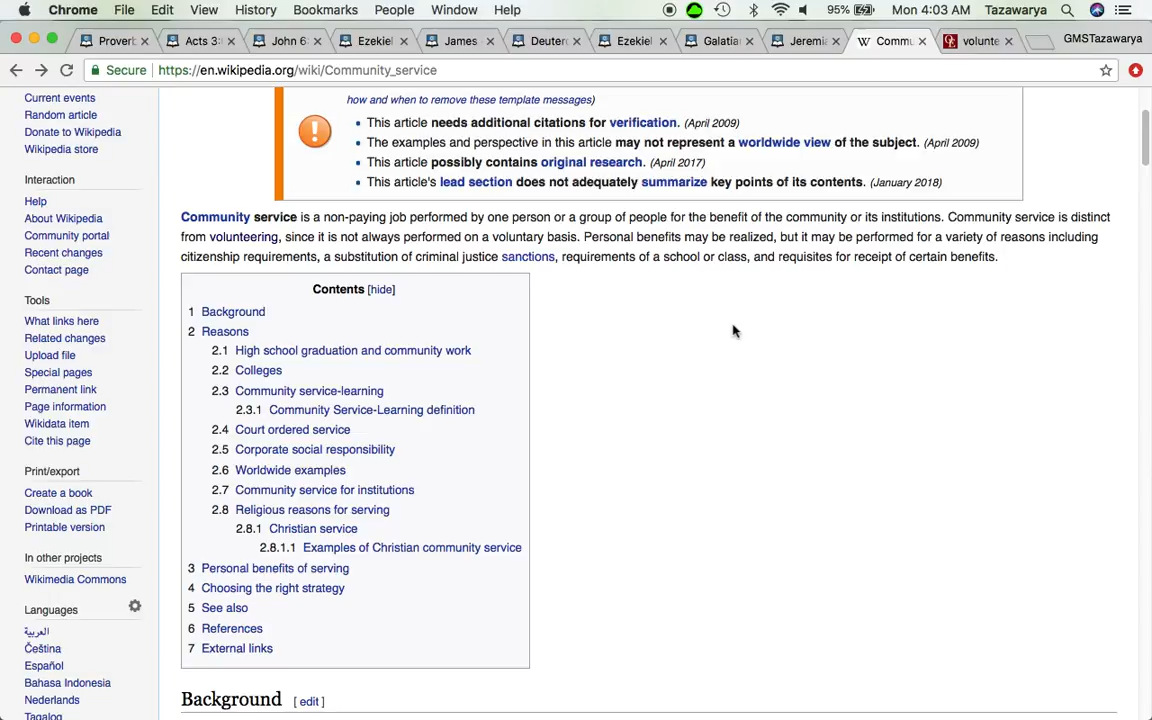 Chrome File Edit View History Bookmarks People Window Help 95% Mon 4:03 AM Tazawarya
Proverb Acts 3: John 6: Ezekiel James Deuter Ezekiel Galatian Jeremia Commu volunte GMSTazawarya
Secure https://en.wikipedia.org/wiki/Community_service
Current events
Random article
Donate to Wikipedia
Wikipedia store
Interaction
Help
About Wikipedia
Community portal
Recent changes
Contact page
Tools
What links here
Related changes
Upload file
Special pages
Permanent link
Page information
Wikidata item
Cite this page
Print/export
Create a book
Download as PDF
Printable version
In other projects
Wikimedia Commons
Languages
العربية
Čeština
Español
Bahasa Indonesia
Nederlands
Tagalog
how and when to remove these template messages)
• This article needs additional citations for verification. (April 2009)
• The examples and perspective in this article may not represent a worldwide view of the subject. (April 2009)
• This article possibly contains original research. (April 2017)
• This article's lead section does not adequately summarize key points of its contents. (January 2018)
Community service is a non-paying job performed by one person or a group of people for the benefit of the community or its institutions. Community service is distinct
from volunteering, since it is not always performed on a voluntary basis. Personal benefits may be realized, but it may be performed for a variety of reasons including
citizenship requirements, a substitution of criminal justice sanctions, requirements of a school or class, and requisites for receipt of certain benefits.
Contents [hide]
1 Background
2 Reasons
2.1 High school graduation and community work
2.2 Colleges
2.3 Community service-learning
2.3.1 Community Service-Learning definition
2.4 Court ordered service
2.5 Corporate social responsibility
2.6 Worldwide examples
2.7 Community service for institutions
2.8 Religious reasons for serving
2.8.1 Christian service
2.8.1.1 Examples of Christian community service
3 Personal benefits of serving
4 Choosing the right strategy
5 See also
6 References
7 External links
Background [ edit ]